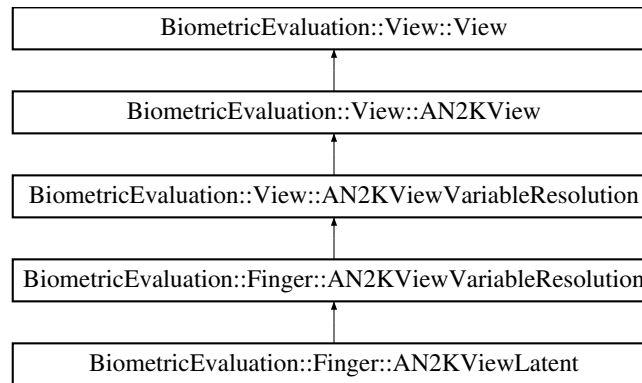 BiometricEvaluation::View::View
BiometricEvaluation::View::AN2KView
BiometricEvaluation::View::AN2KViewVariableResolution
BiometricEvaluation::Finger::AN2KViewVariableResolution
BiometricEvaluation::Finger::AN2KViewLatent